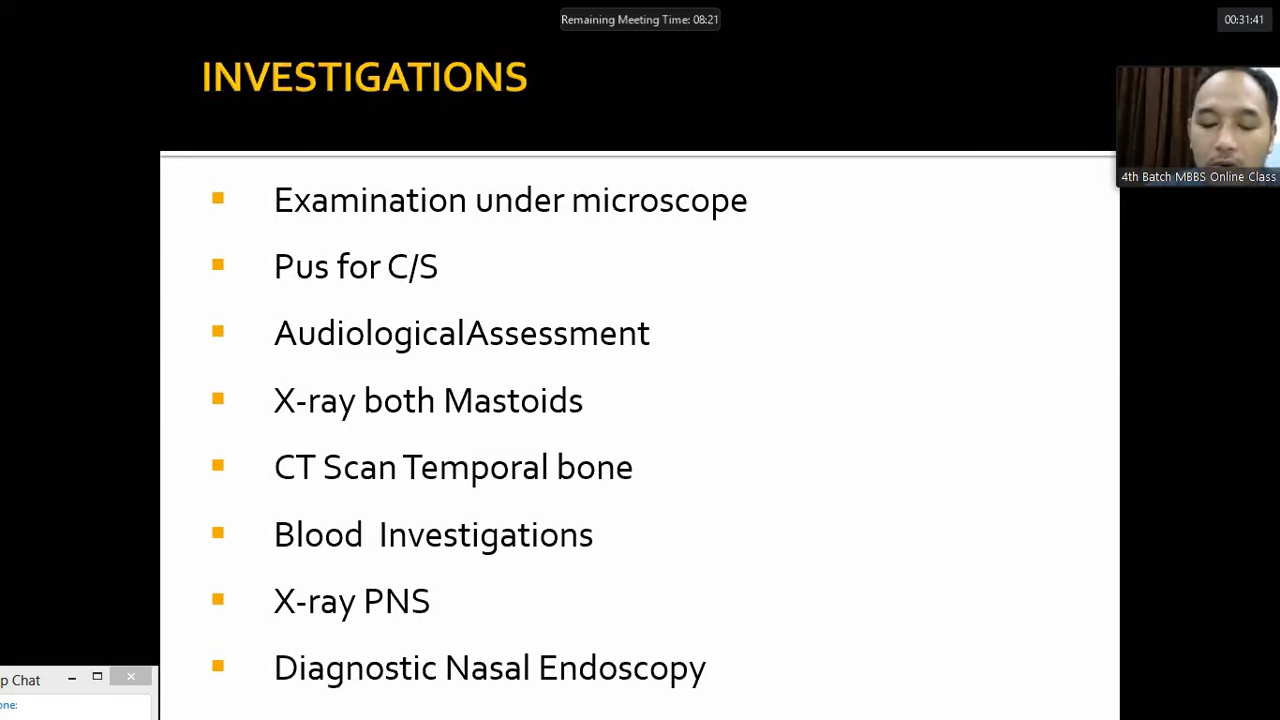 Remaining Meeting Time: 08:21
00:31:41
INVESTIGATIONS
4th Batch MBBS Online Class
Examination under microscope
Pus for C/S
AudiologicalAssessment
X-ray both Mastoids
CT Scan Temporal bone
Blood  Investigations
X-ray PNS
Diagnostic Nasal Endoscopy
p Chat
one: